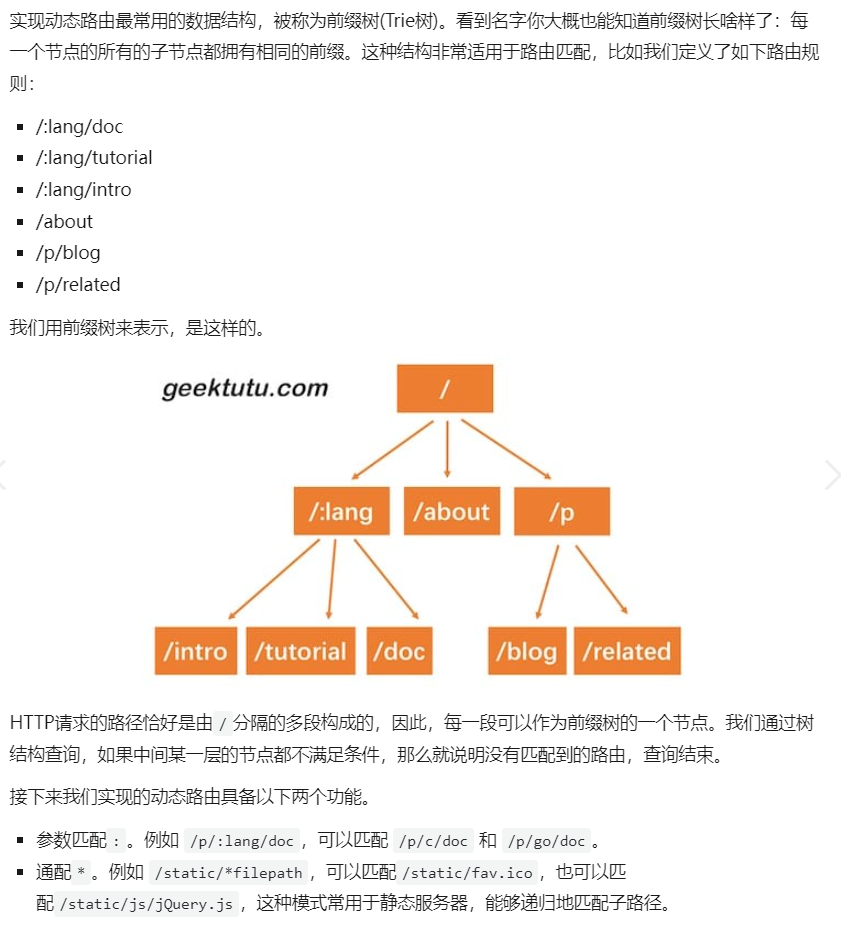 实现动态路由最常用的数据结构，被称为前缀树(Trie树)。看到名字你大概也能知道前缀树长啥样了：每
一个节点的所有的子节点都拥有相同的前缀。这种结构非常适用于路由匹配，比如我们定义了如下路由规
则：
/:lang/doc
/:lang/tutorial
/:lang/intro
/about
/p/blog
/p/related
我们用前缀树来表示，是这样的。
geektutu.com
/
/:lang /about /p
/intro /tutorial /doc /blog /related
HTTP请求的路径恰好是由 / 分隔的多段构成的，因此，每一段可以作为前缀树的一个节点。我们通过树
结构查询，如果中间某一层的节点都不满足条件，那么就说明没有匹配到的路由，查询结束。
接下来我们实现的动态路由具备以下两个功能。
参数匹配 : 。例如 /p/:lang/doc ，可以匹配 /p/c/doc 和 /p/go/doc 。
通配 * 。例如 /static/*filepath ，可以匹配 /static/fav.ico ，也可以匹
配 /static/js/jQuery.js ，这种模式常用于静态服务器，能够递归地匹配子路径。